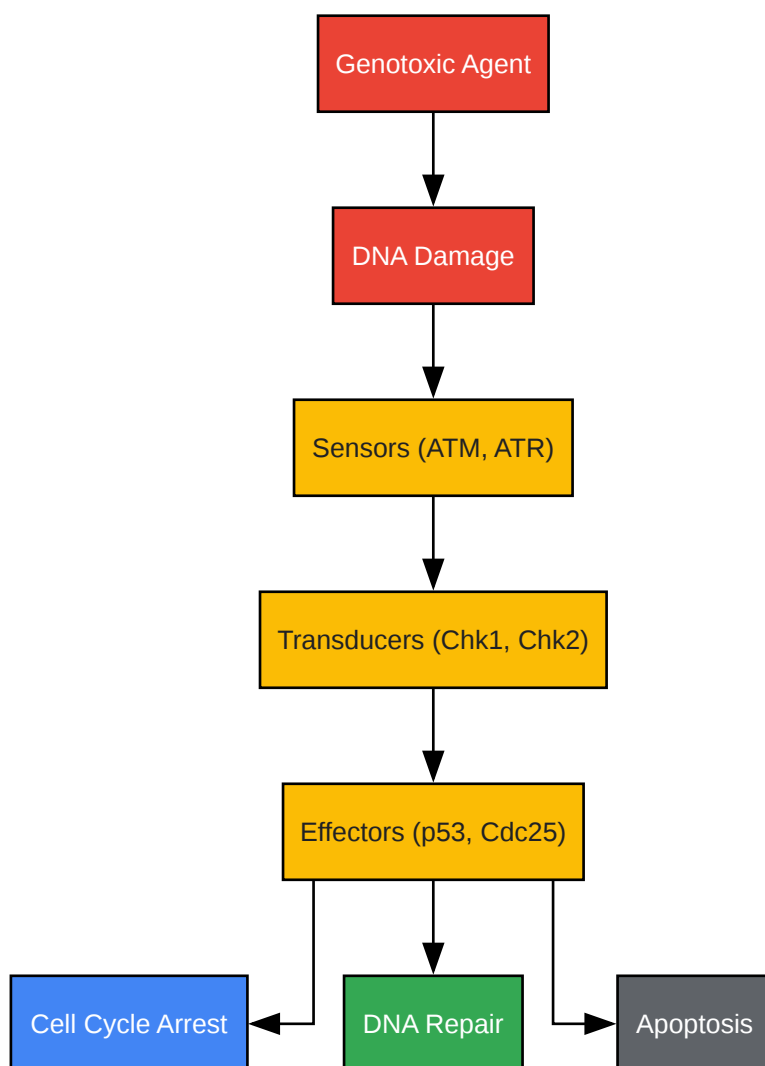 Genotoxic Agent
DNA Damage
Sensors (ATM, ATR)
Transducers (Chk1, Chk2)
Effectors (p53, Cdc25)
Cell Cycle Arrest
DNA Repair
Apoptosis